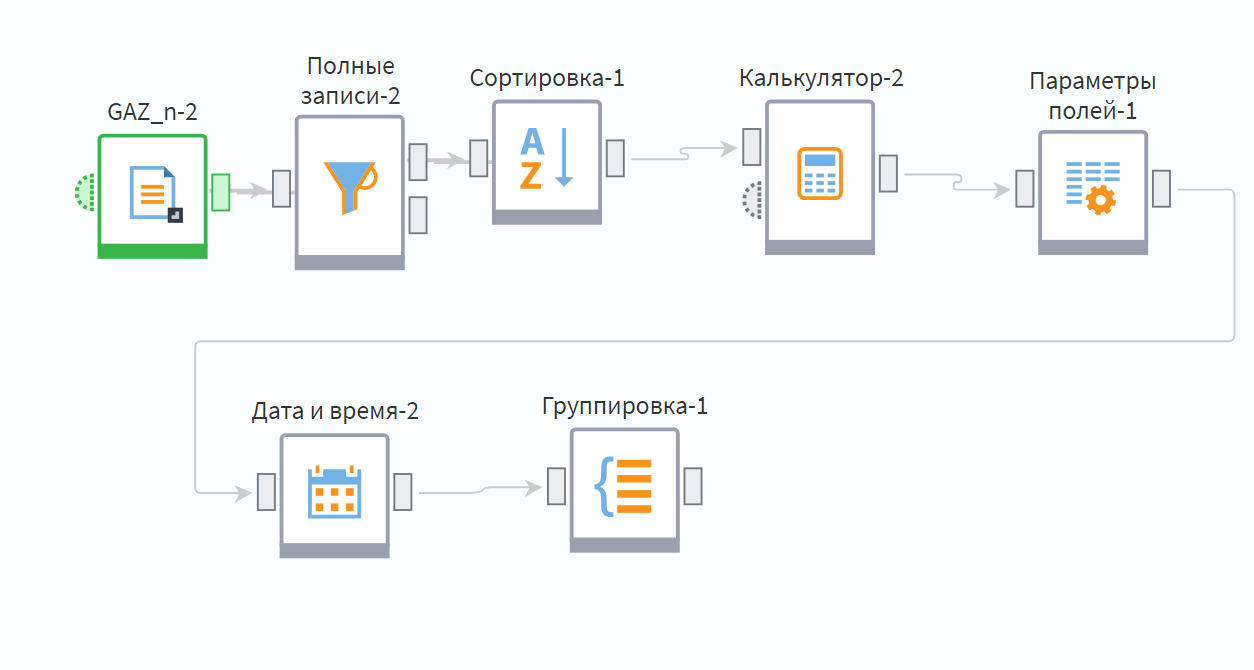 GAZ_n-2
Полные
записи-2
Сортировка-1
A
Z
Калькулятор-2
Параметры
полей-1
Дата и время-2
Группировка-1